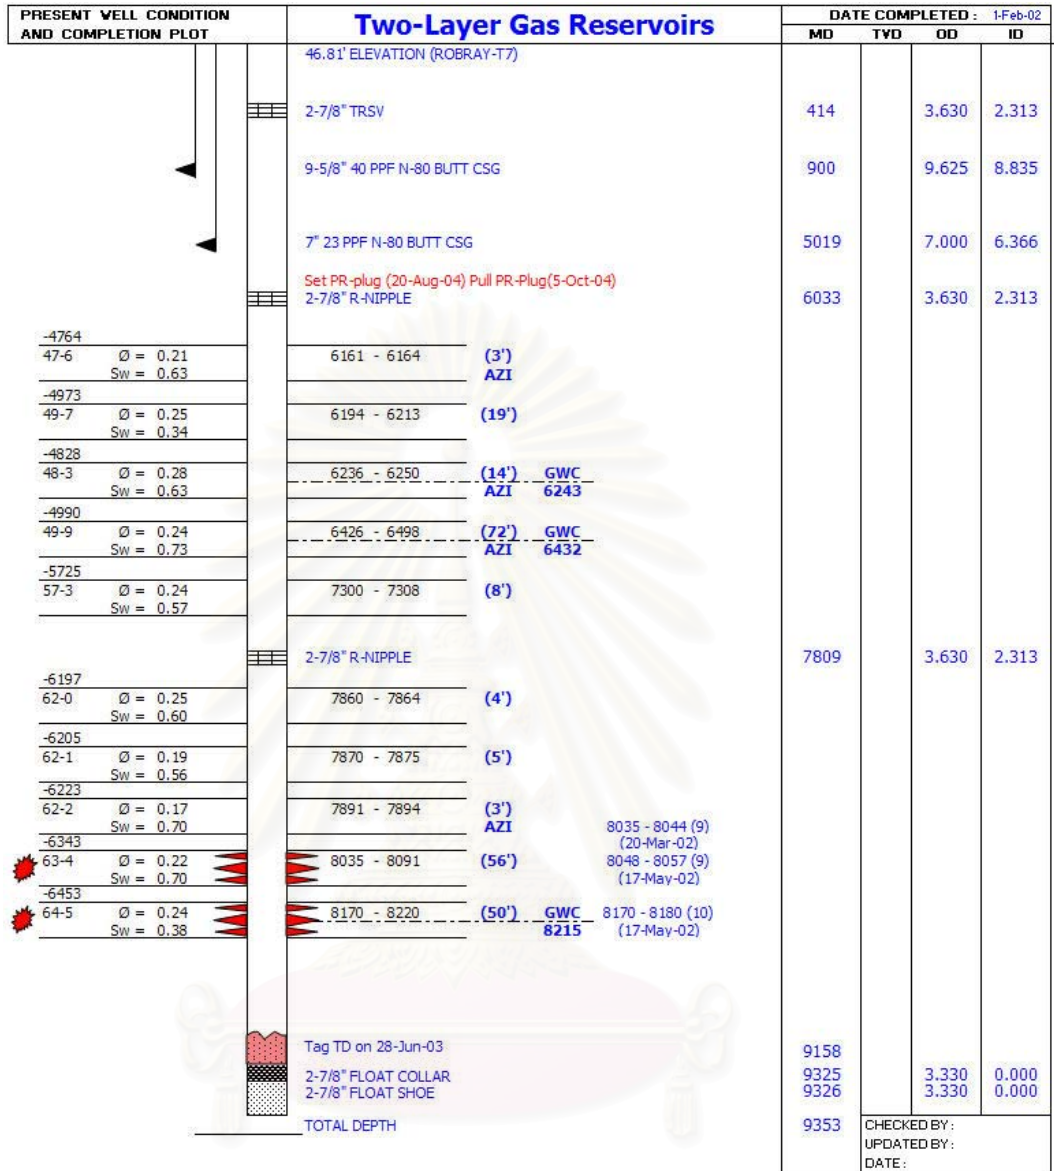 PRESENT WELL CONDITION
AND COMPLETION PLOT
Two-Layer Gas Reservoirs
DATE COMPLETED : 1-Feb-02
MD TVD OD ID
46.81' ELEVATION (ROBRAY-T7)
2-7/8" TRSV 414 3.630 2.313
9-5/8" 40 PPF N-80 BUTT CSG 900 9.625 8.835
7" 23 PPF N-80 BUTT CSG 5019 7.000 6.366
Set PR-plug (20-Aug-04) Pull PR-Plug(5-Oct-04)
2-7/8" R-NIPPLE 6033 3.630 2.313
-4764
47-6 Ø = 0.21 6161 - 6164 (3')
Sw = 0.63 AZI
-4973
49-7 Ø = 0.25 6194 - 6213 (19')
Sw = 0.34
-4828
48-3 Ø = 0.28 6236 - 6250 (14') GWC
Sw = 0.63 AZI 6243
-4990
49-9 Ø = 0.24 6426 - 6498 (72') GWC
Sw = 0.73 AZI 6432
-5725
57-3 Ø = 0.24 7300 - 7308 (8')
Sw = 0.57
2-7/8" R-NIPPLE 7809 3.630 2.313
-6197
62-0 Ø = 0.25 7860 - 7864 (4')
Sw = 0.60
-6205
62-1 Ø = 0.19 7870 - 7875 (5')
Sw = 0.56
-6223
62-2 Ø = 0.17 7891 - 7894 (3')
Sw = 0.70 AZI 8035 - 8044 (9)
-6343 (20-Mar-02)
63-4 Ø = 0.22 8035 - 8091 (56') 8048 - 8057 (9)
Sw = 0.70 (17-May-02)
-6453
64-5 Ø = 0.24 8170 - 8220 (50') GWC 8170 - 8180 (10)
Sw = 0.38 8215 (17-May-02)
Tag TD on 28-Jun-03 9158
2-7/8" FLOAT COLLAR 9325 3.330 0.000
2-7/8" FLOAT SHOE 9326 3.330 0.000
TOTAL DEPTH 9353 CHECKED BY :
UPDATED BY :
DATE :